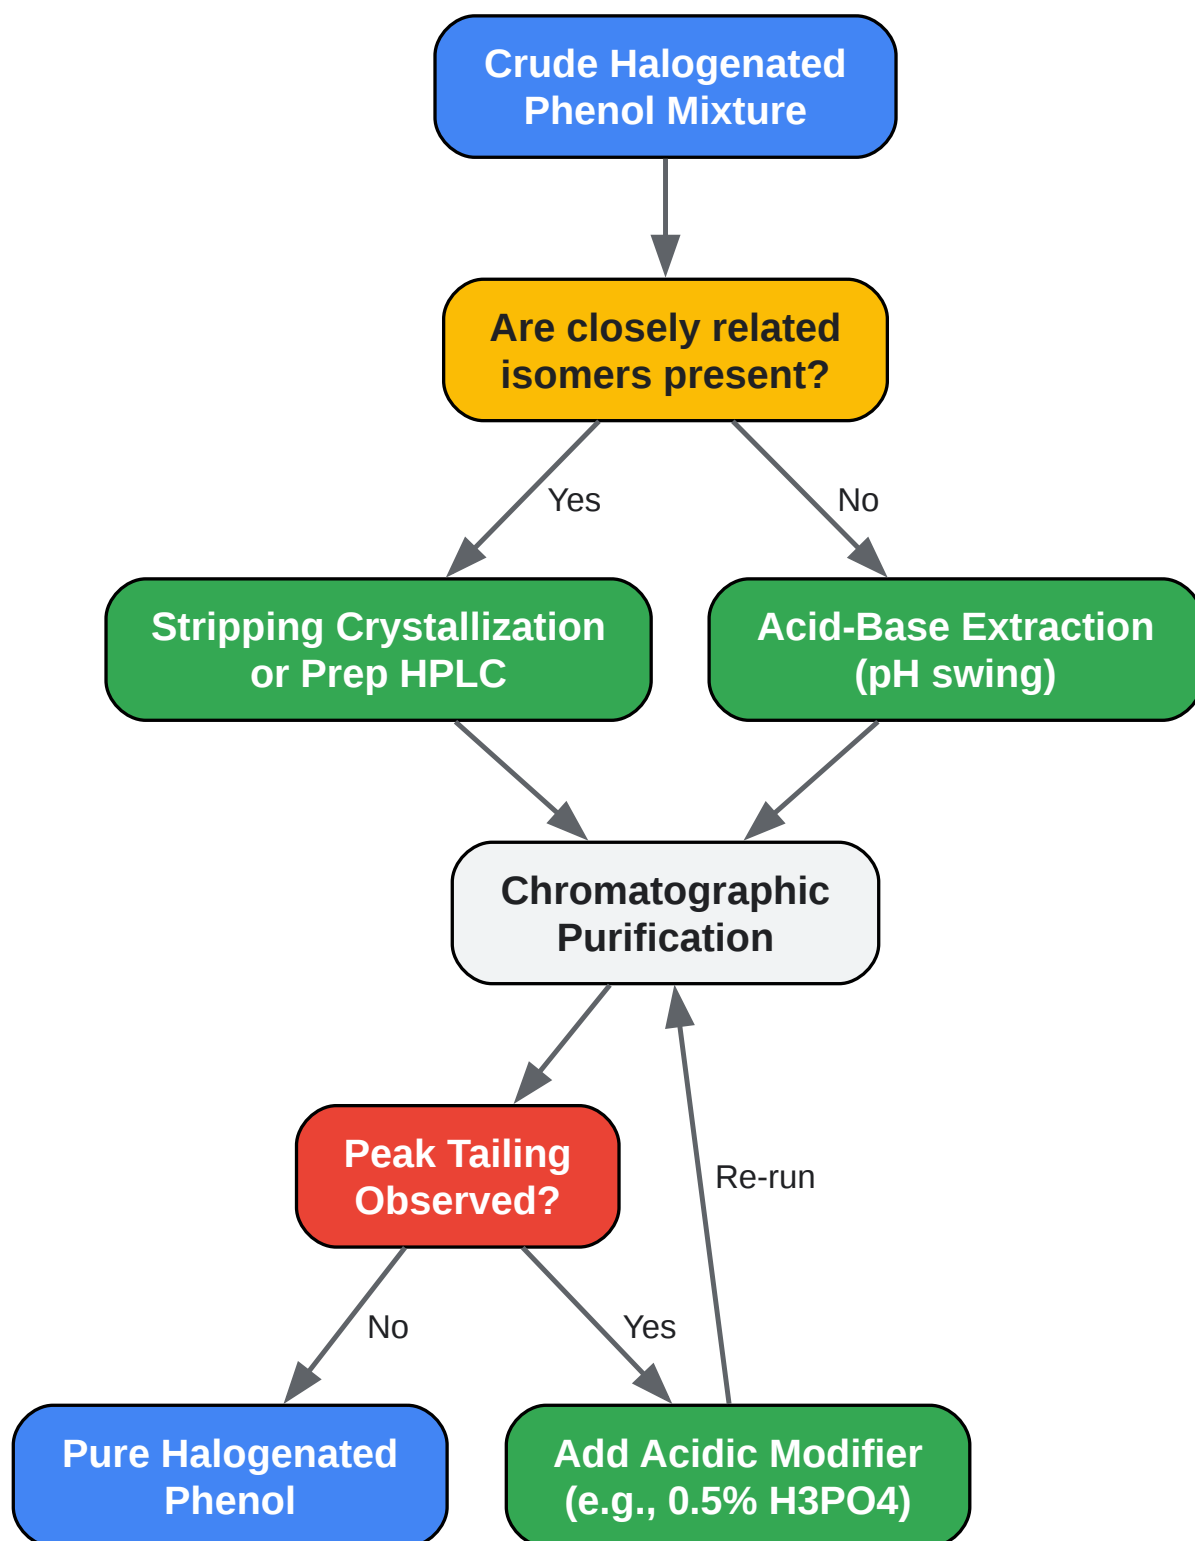 Crude Halogenated
Phenol Mixture
Are closely related
isomers present?
Yes
No
Stripping Crystallization
or Prep HPLC
Acid-Base Extraction
(pH swing)
Chromatographic
Purification
Peak Tailing
Observed?
Re-run
No
Yes
Pure Halogenated
Phenol
Add Acidic Modifier
(e.g., 0.5% H3PO4)